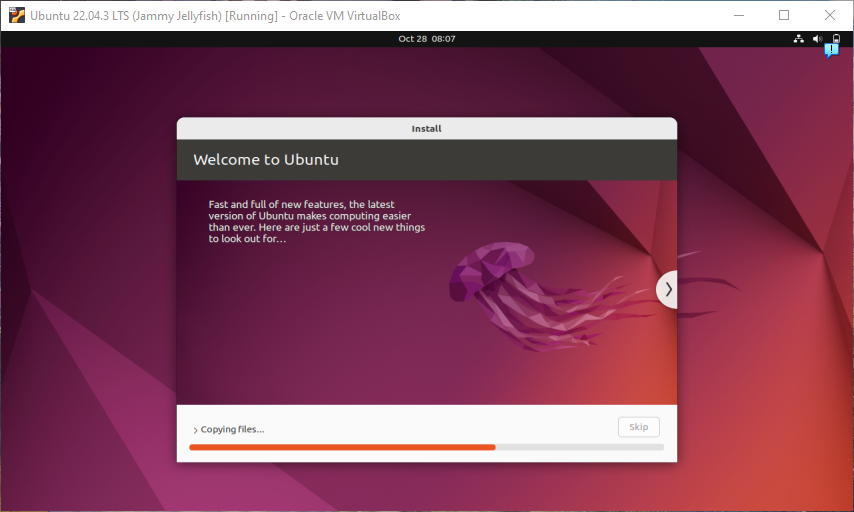 Ubuntu 22.04.3 LTS (Jammy Jellyfish) [Running] - Oracle VM VirtualBox
Oct 28 08:07
Install
Welcome to Ubuntu
Fast and full of new features, the latest
version of Ubuntu makes computing easier
than ever. Here are just a few cool new things
to look out for...
Copying files...
Skip